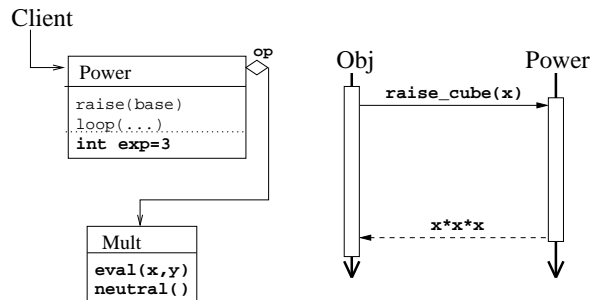 Client
op
Power
raise(base)
loop(...)
int exp=3
Mult
eval(x,y)
neutral()
Obj
Power
raise_cube(x)
x*x*x